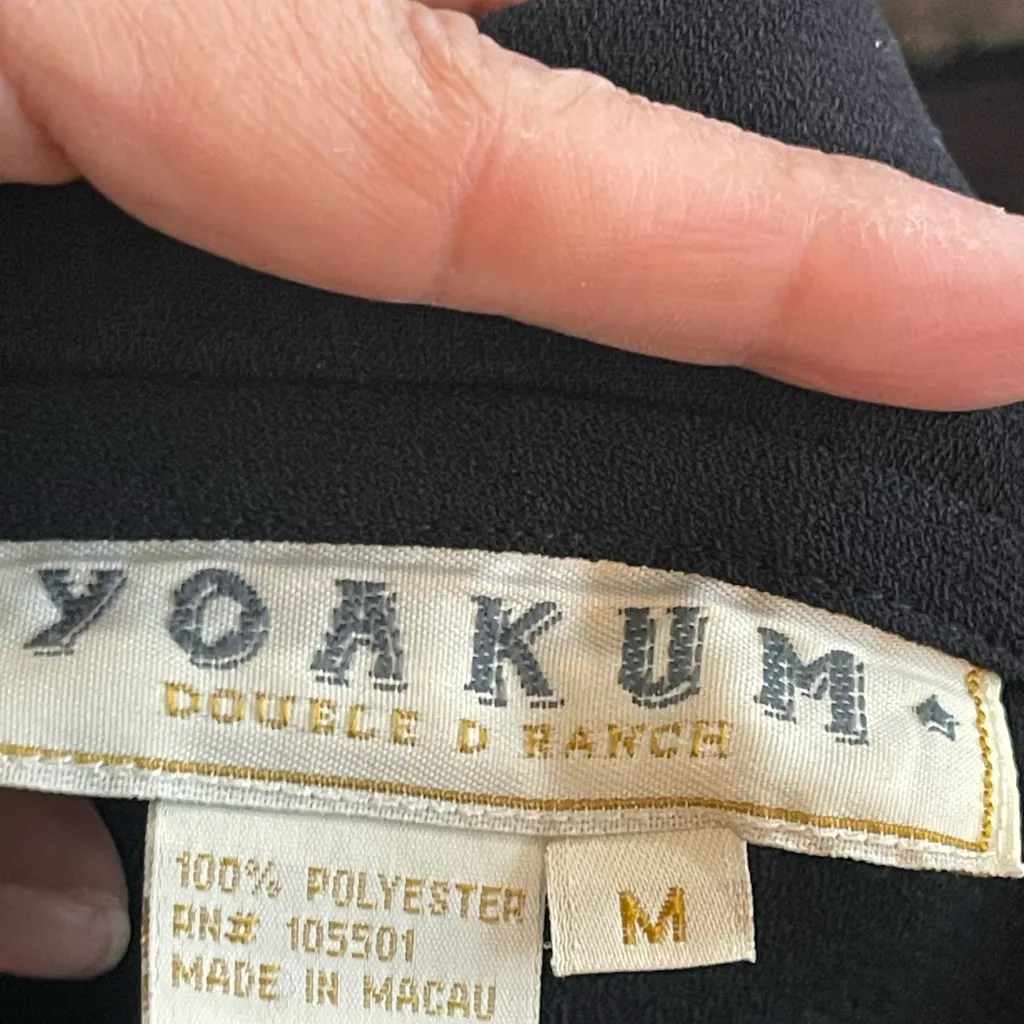 YOAKUM
DOUBLE D RANCH
100% POLYESTER
RN# 105501
MADE IN MACAU
M